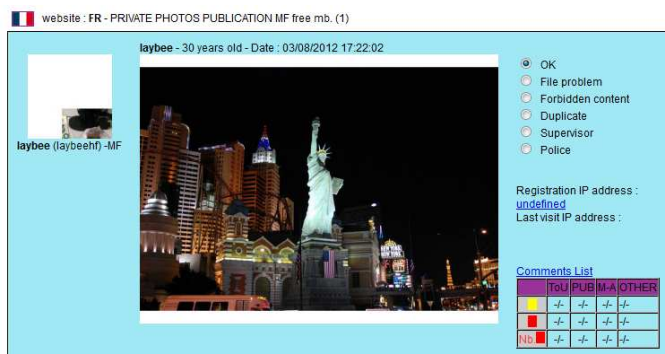 website : FR - PRIVATE PHOTOS PUBLICATION MF free mb. (1)
laybee - 30 years old - Date : 03/08/2012 17:22:02
laybee (laybeehf) -MF
OK
File problem
Forbidden content
Duplicate
Supervisor
Police
Registration IP address :
undefined
Last visit IP address :
Comments List
ToU PUB M-A OTHER
-/- -/- -/- -/-
-/- -/- -/- -/-
Nb. -/- -/- -/- -/-